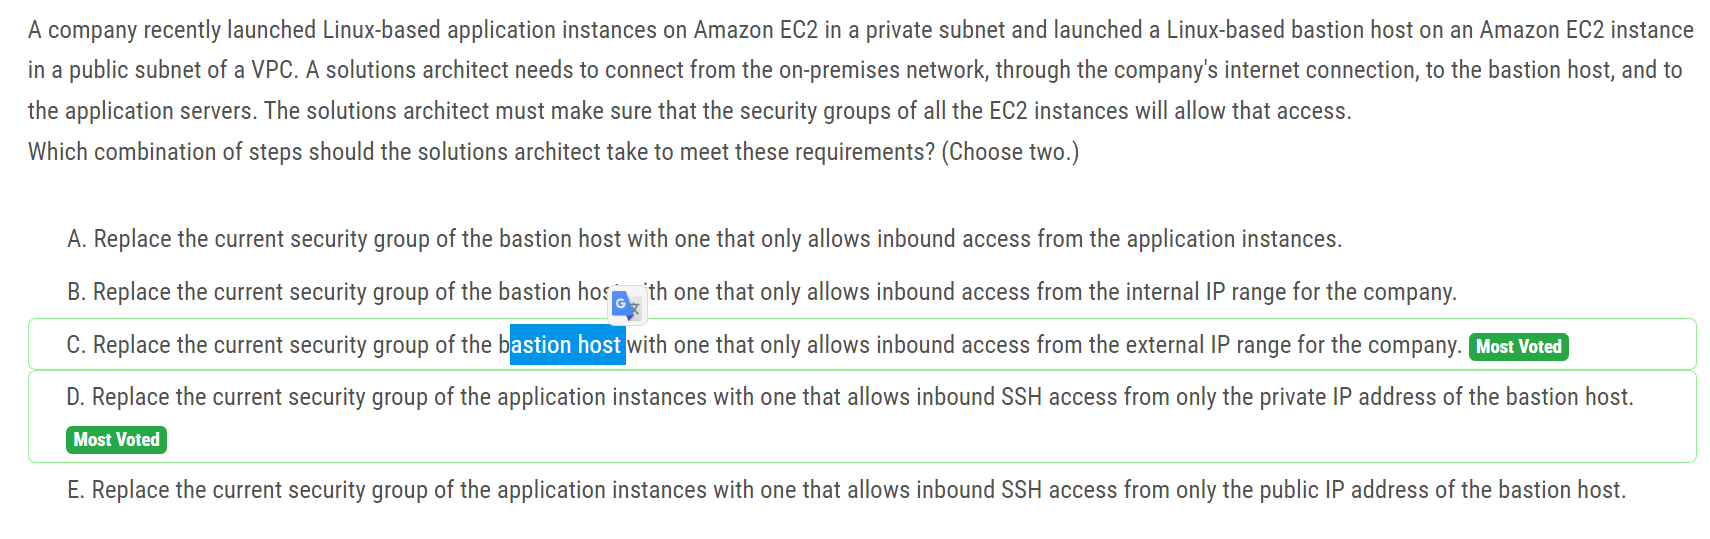 A company recently launched Linux-based application instances on Amazon EC2 in a private subnet and launched a Linux-based bastion host on an Amazon EC2 instance
in a public subnet of a VPC. A solutions architect needs to connect from the on-premises network, through the company's internet connection, to the bastion host, and to
the application servers. The solutions architect must make sure that the security groups of all the EC2 instances will allow that access.
Which combination of steps should the solutions architect take to meet these requirements? (Choose two.)
A. Replace the current security group of the bastion host with one that only allows inbound access from the application instances.
B. Replace the current security group of the bastion hos th one that only allows inbound access from the internal IP range for the company.
C. Replace the current security group of the bastion host with one that only allows inbound access from the external IP range for the company. Most Voted
D. Replace the current security group of the application instances with one that allows inbound SSH access from only the private IP address of the bastion host.
Most Voted
E. Replace the current security group of the application instances with one that allows inbound SSH access from only the public IP address of the bastion host.